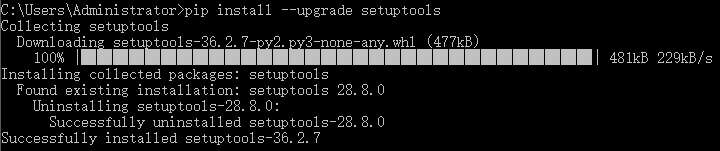 C:\Users\Administrator>pip install --upgrade setuptools
Collecting setuptools
  Downloading setuptools-36.2.7-py2.py3-none-any.whl (477kB)
    100% |████████████████████████████████| 481kB 229kB/s
Installing collected packages: setuptools
  Found existing installation: setuptools 28.8.0
    Uninstalling setuptools-28.8.0:
      Successfully uninstalled setuptools-28.8.0
Successfully installed setuptools-36.2.7